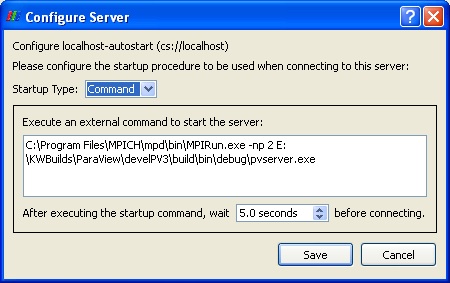 Configure Server
Configure localhost-autostart (cs://localhost)
Please configure the startup procedure to be used when connecting to this server:
Startup Type: Command
Execute an external command to start the server:
C:\Program Files\MPICH\mpd\bin\MPIRun.exe -np 2 E:
\KWBuilds\ParaView\develPV3\build\bin\debug\pvserver.exe
After executing the startup command, wait 5.0 seconds before connecting.
Save Cancel